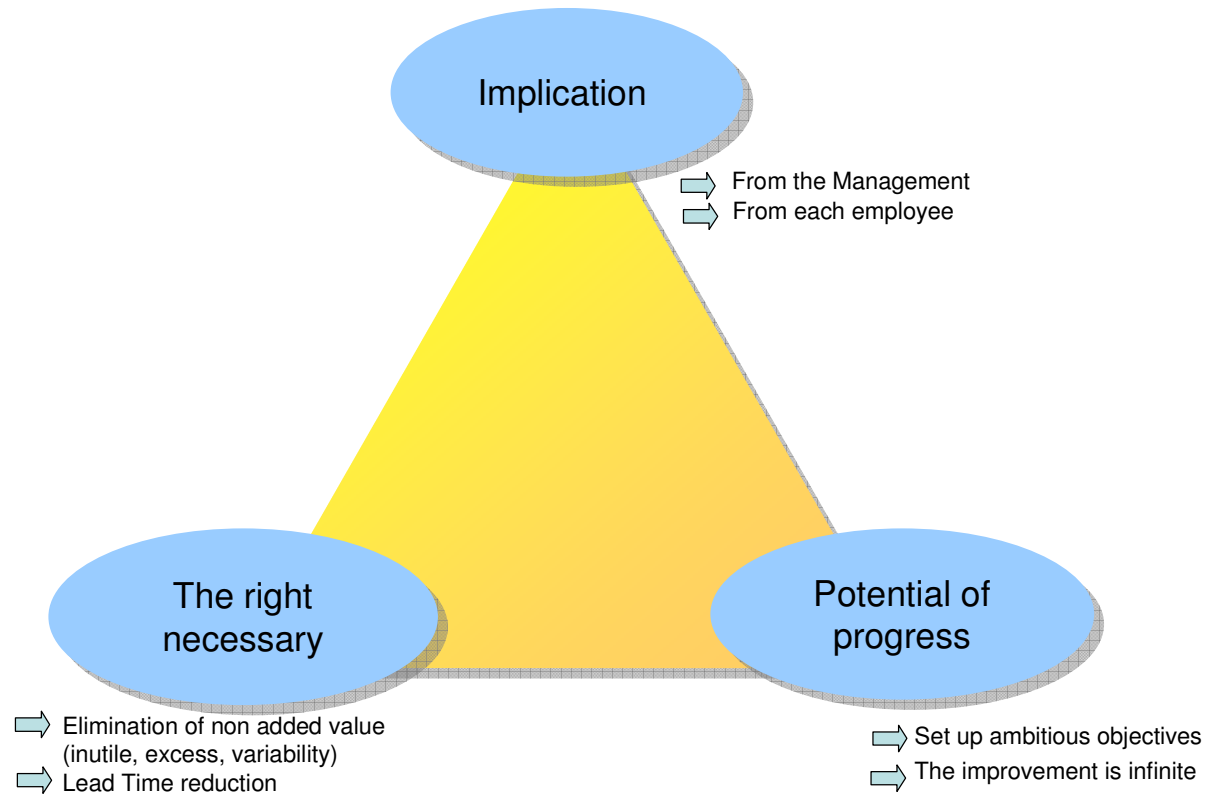 Implication
From the Management
From each employee
The right
necessary
Potential of
progress
Elimination of non added value
(inutile, excess, variability)
Lead Time reduction
Set up ambitious objectives
The improvement is infinite